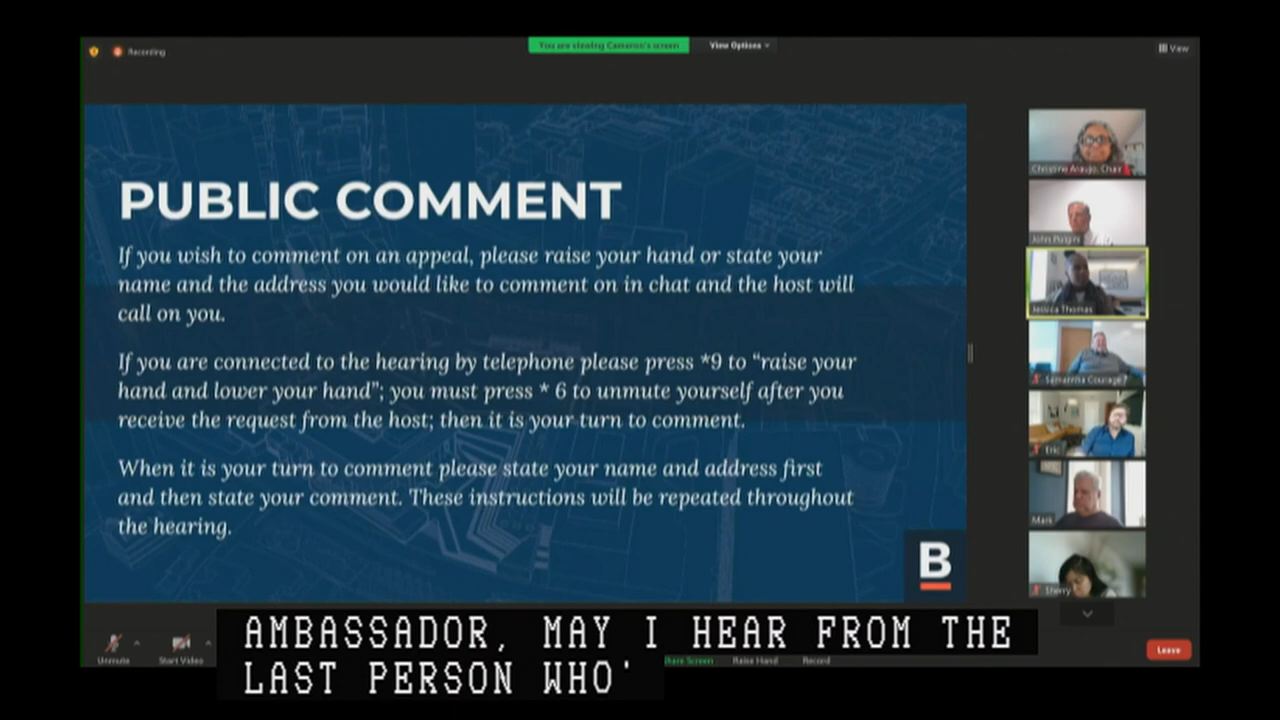 Recording
You are viewing Cameron's screen
View Options
View
PUBLIC COMMENT
If you wish to comment on an appeal, please raise your hand or state your
name and the address you would like to comment on in chat and the host will
call on you.
If you are connected to the hearing by telephone please press *9 to “raise your
hand and lower your hand”; you must press * 6 to unmute yourself after you
receive the request from the host; then it is your turn to comment.
When it is your turn to comment please state your name and address first
and then state your comment. These instructions will be repeated throughout
the hearing.
B
Christine Araujo, Chair
John
Jessica Thomas
Samantha
Eric
Mark
Sherry
Unmute
Start Video
Share Screen
Raise Hand
Record
Leave
AMBASSADOR, MAY I HEAR FROM THE
LAST PERSON WHO'